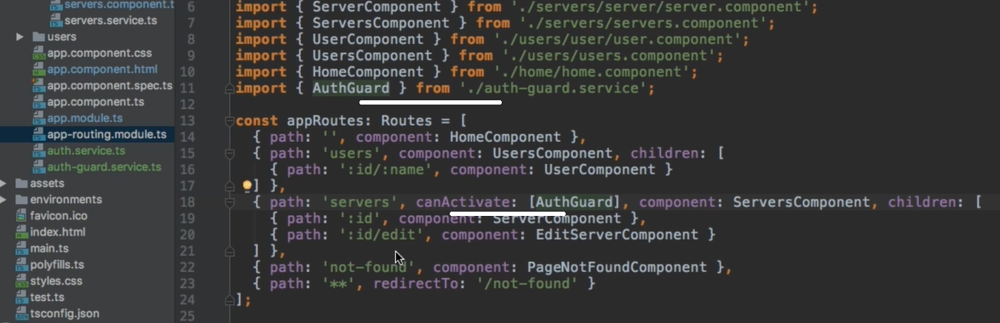 servers.component.t
servers.service.ts
users
app.component.css
app.component.html
app.component.spec.ts
app.component.ts
app.module.ts
app-routing.module.ts
auth.service.ts
auth-guard.service.ts
assets
environments
favicon.ico
index.html
main.ts
polyfills.ts
styles.css
test.ts
tsconfig.json
6 import { ServerComponent } from './servers/server/server.component';
7 import { ServersComponent } from './servers/servers.component';
8 import { UserComponent } from './users/user/user.component';
9 import { UsersComponent } from './users/users.component';
10 import { HomeComponent } from './home/home.component';
11 import { AuthGuard } from './auth-guard.service';
12
13 const appRoutes: Routes = [
14 { path: '', component: HomeComponent },
15 { path: 'users', component: UsersComponent, children: [
16 { path: ':id/:name', component: UserComponent }
17 ] },
18 { path: 'servers', canActivate: [AuthGuard], component: ServersComponent, children: [
19 { path: ':id', component: ServerComponent },
20 { path: ':id/edit', component: EditServerComponent }
21 ] },
22 { path: 'not-found', component: PageNotFoundComponent },
23 { path: '**', redirectTo: '/not-found' }
24 ];
25